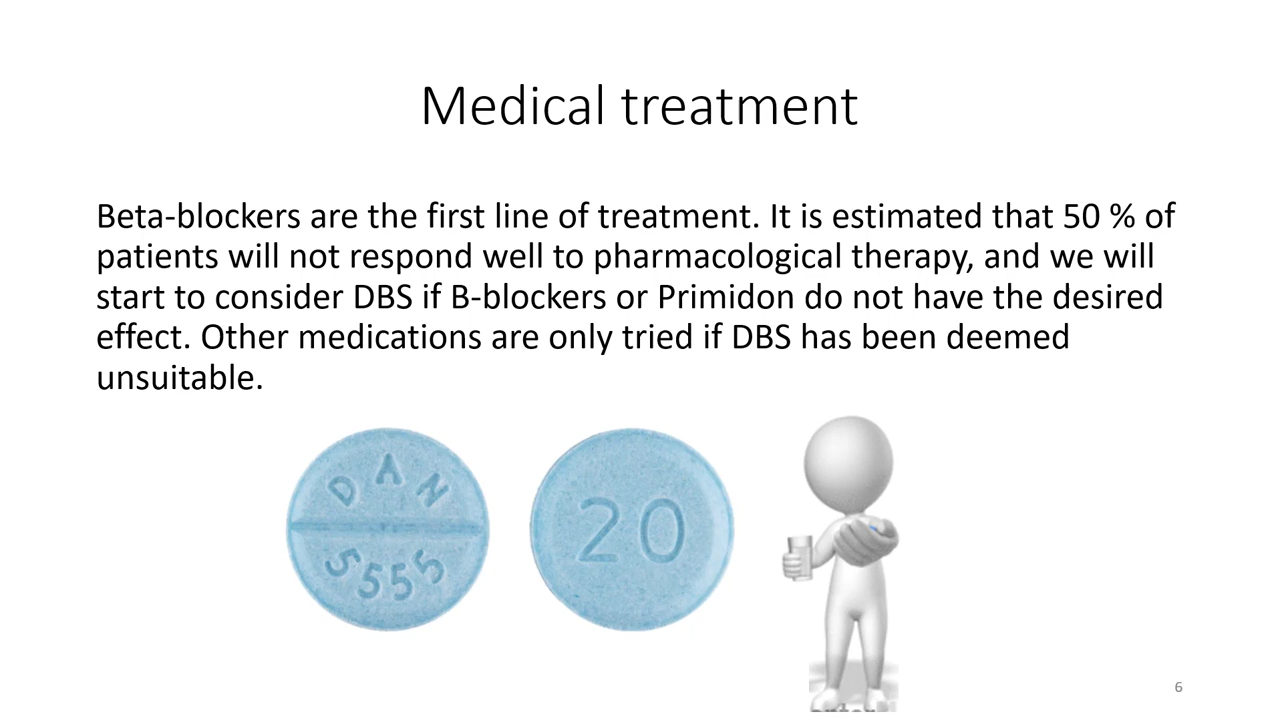 Medical treatment
Beta-blockers are the first line of treatment. It is estimated that 50 % of
patients will not respond well to pharmacological therapy, and we will
start to consider DBS if B-blockers or Primidon do not have the desired
effect. Other medications are only tried if DBS has been deemed
unsuitable.
DAN
5555
20
6